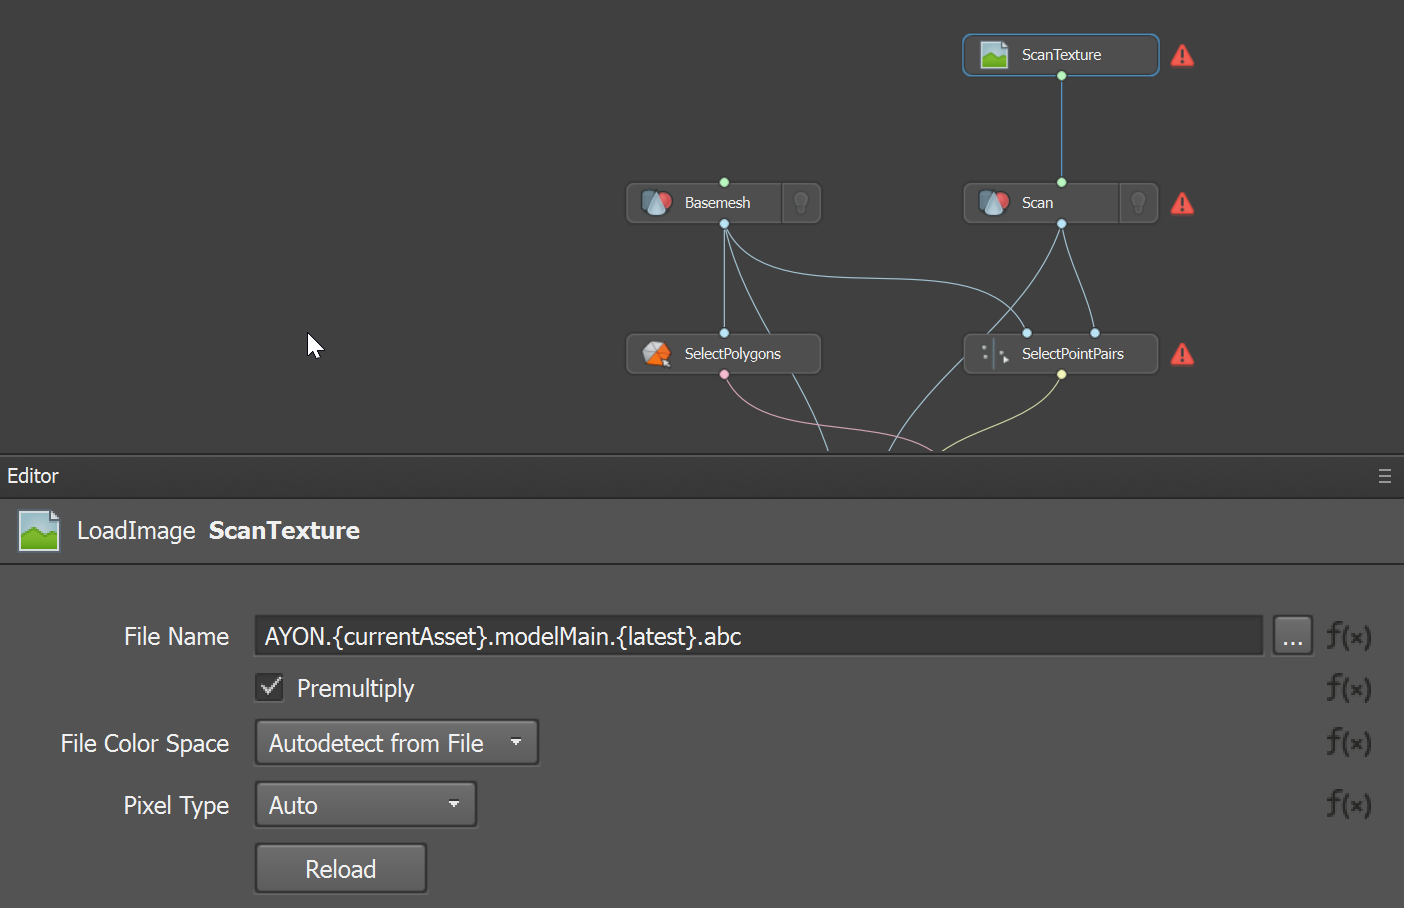 ScanTexture
Basemesh
Scan
SelectPolygons
SelectPointPairs
Editor
LoadImage ScanTexture
File Name AYON.{currentAsset}.modelMain.{latest}.abc ... f(x)
Premultiply f(x)
File Color Space Autodetect from File f(x)
Pixel Type Auto f(x)
Reload